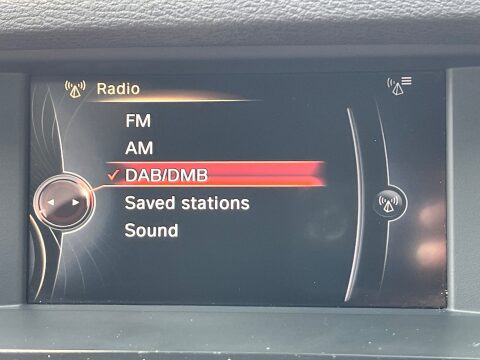 Radio
FM
AM
DAB/DMB
Saved stations
Sound